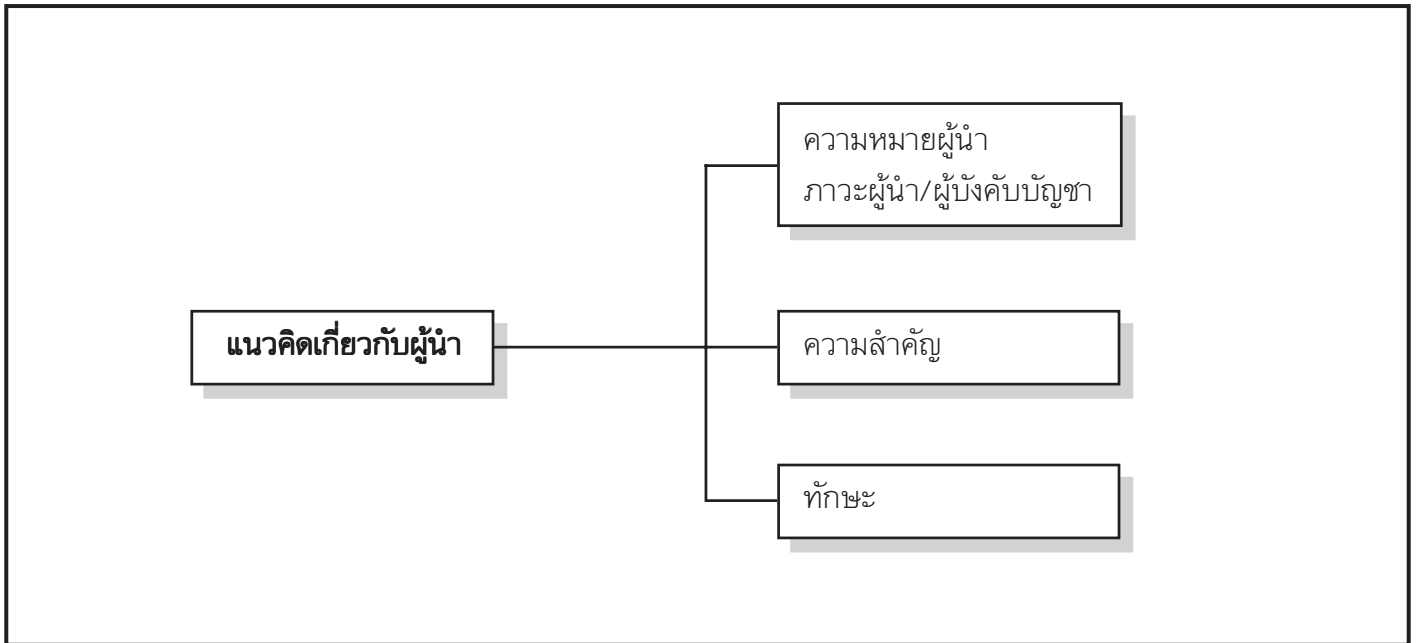 ความหมายผู้นำ
ภาวะผู้นำ/ผู้บังคับบัญชา
แนวคิดเกี่ยวกับผู้นำ
ความสำคัญ
ทักษะ